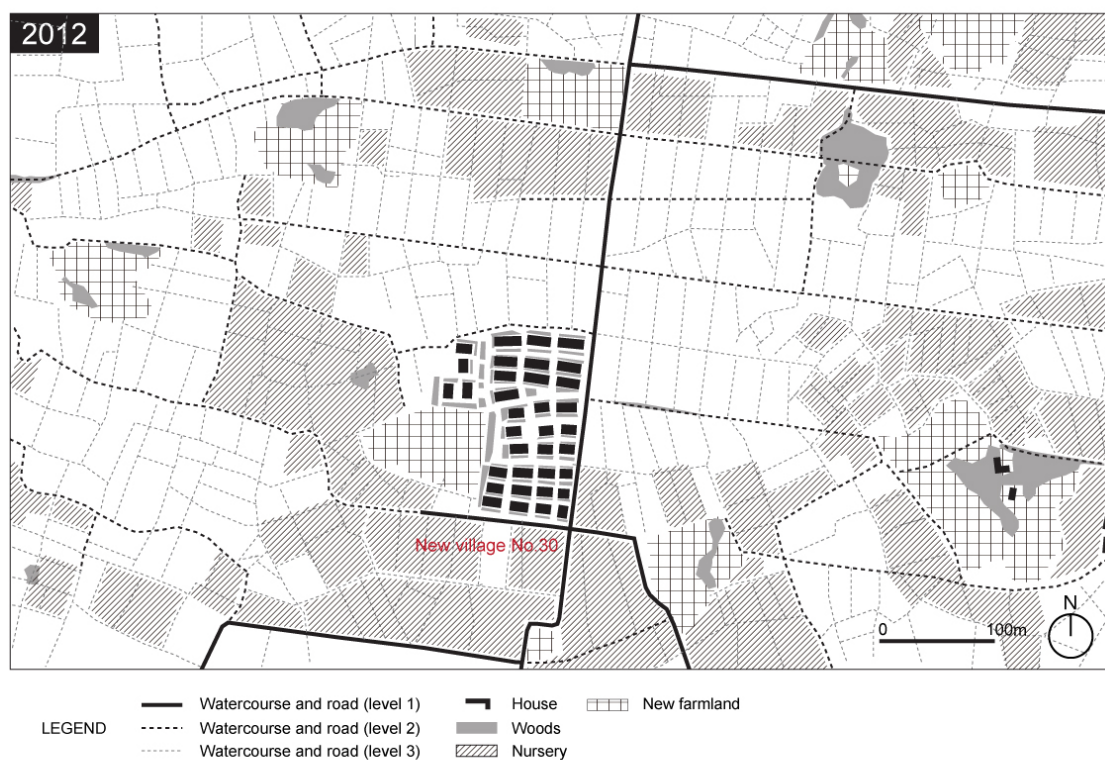 2012
New village No.30
N
0 100m
LEGEND
Watercourse and road (level 1)
Watercourse and road (level 2)
Watercourse and road (level 3)
House
Woods
Nursery
New farmland